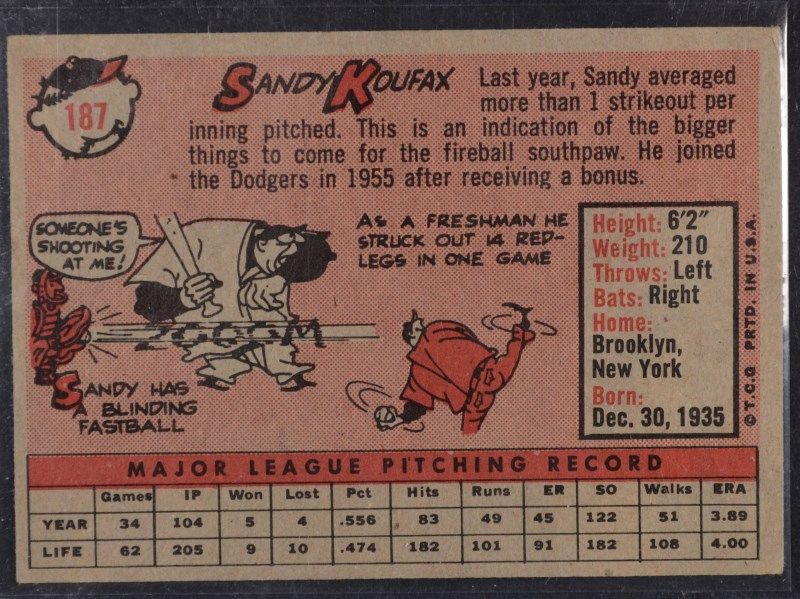 187
SANDY KOUFAX
Last year, Sandy averaged
more than 1 strikeout per
inning pitched. This is an indication of the bigger
things to come for the fireball southpaw. He joined
the Dodgers in 1955 after receiving a bonus.
SOMEONE'S
SHOOTING
AT ME!
ZOOOM
SANDY HAS
A BLINDING
FASTBALL
AS A FRESHMAN HE
STRUCK OUT 14 RED-
LEGS IN ONE GAME
Height: 6'2"
Weight: 210
Throws: Left
Bats: Right
Home:
Brooklyn,
New York
Born:
Dec. 30, 1935
© T.C.G. PRTD. IN U.S.A.
MAJOR LEAGUE PITCHING RECORD
Games IP Won Lost Pct Hits Runs ER SO Walks ERA
YEAR 34 104 5 4 .556 83 49 45 122 51 3.89
LIFE 62 205 9 10 .474 182 101 91 182 108 4.00